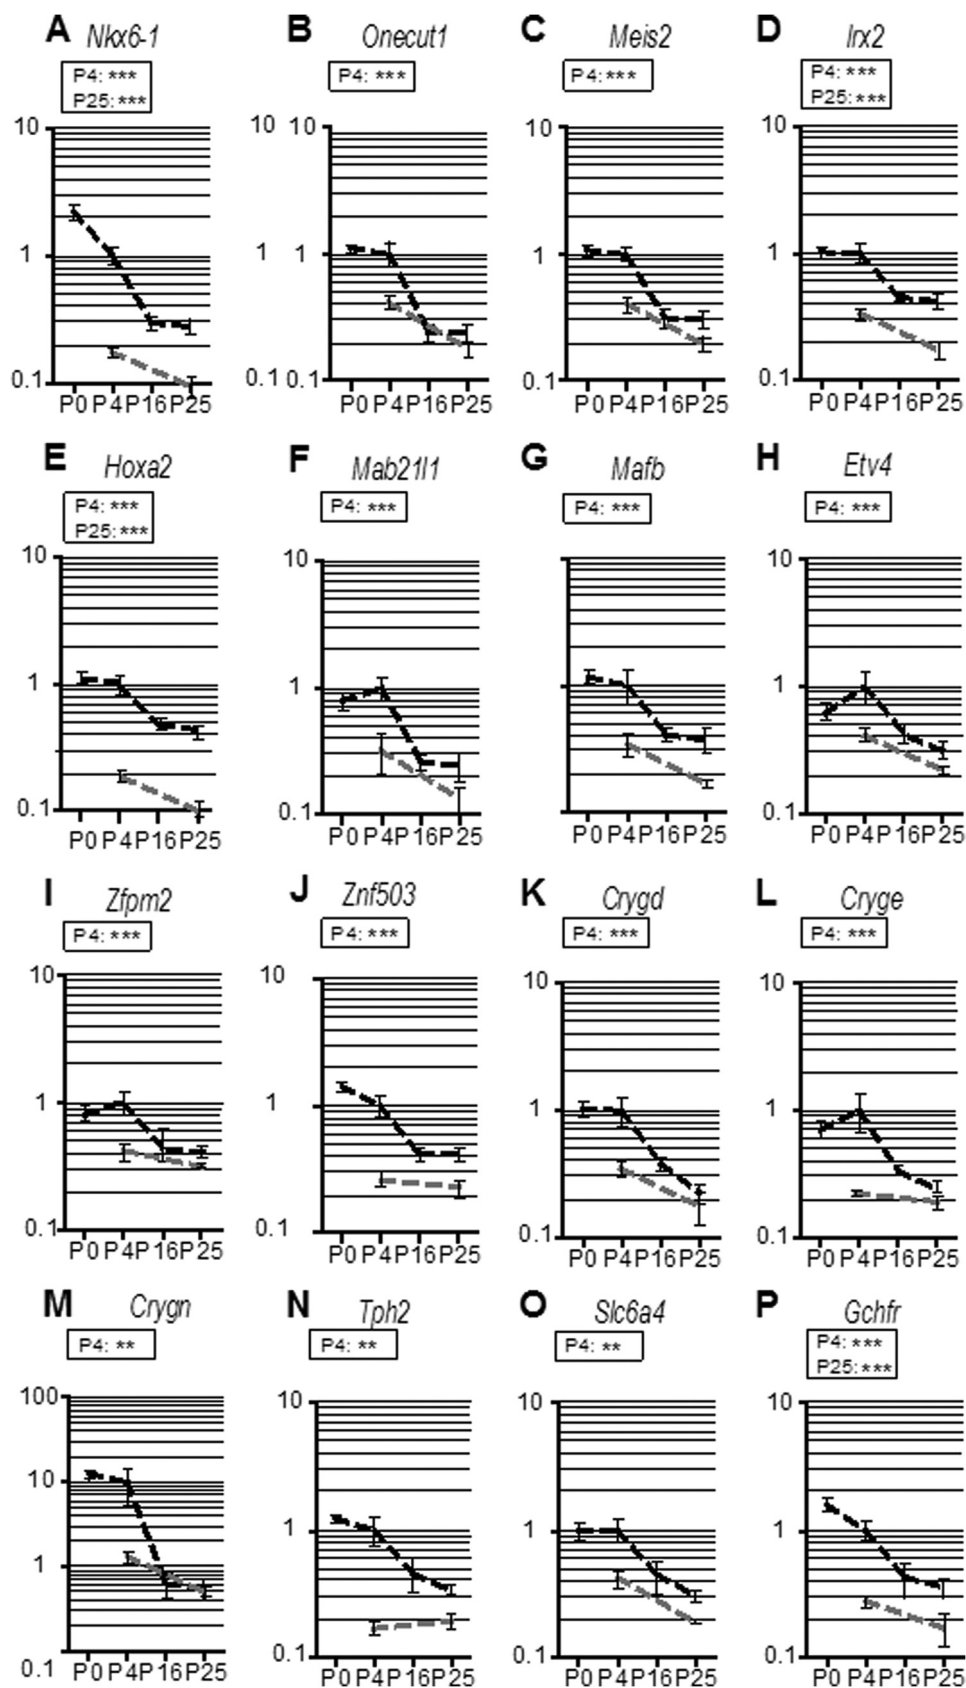 A Nkx6-1
P4: ***
P25: ***
10
1
0.1
P0 P4 P16 P25
B Onecut1
P4: ***
10 10
1 1
0.1 0.1
P0 P4 P16 P25
C Meis2
P4: ***
10
1
0.1
P0 P4 P16 P25
D Irx2
P4: ***
P25: ***
10
1
0.1
P0 P4 P16 P25
E Hoxa2
P4: ***
P25: ***
10
1
0.1
P0 P4 P16 P25
F Mab21l1
P4: ***
10
1
0.1
P0 P4 P16 P25
G Mafb
P4: ***
P0 P4 P16 P25
H Etv4
P4: ***
10
1
0.1
P0 P4 P16 P25
I Zfpm2
P4: ***
10
1
0.1
P0 P4 P16 P25
J Znf503
P4: ***
10
1
0.1
P0 P4 P16 P25
K Crygd
P4: ***
10
1
0.1
P0 P4 P16 P25
L Cryge
P4: ***
10
1
0.1
P0 P4 P16 P25
M Crygn
P4: **
100
10
1
0.1
P0 P4 P16 P25
N Tph2
P4: **
10
1
0.1
P0 P4 P16 P25
O Slc6a4
P4: **
10
1
0.1
P0 P4 P16 P25
P Gchfr
P4: ***
P25: ***
10
1
0.1
P0 P4 P16 P25